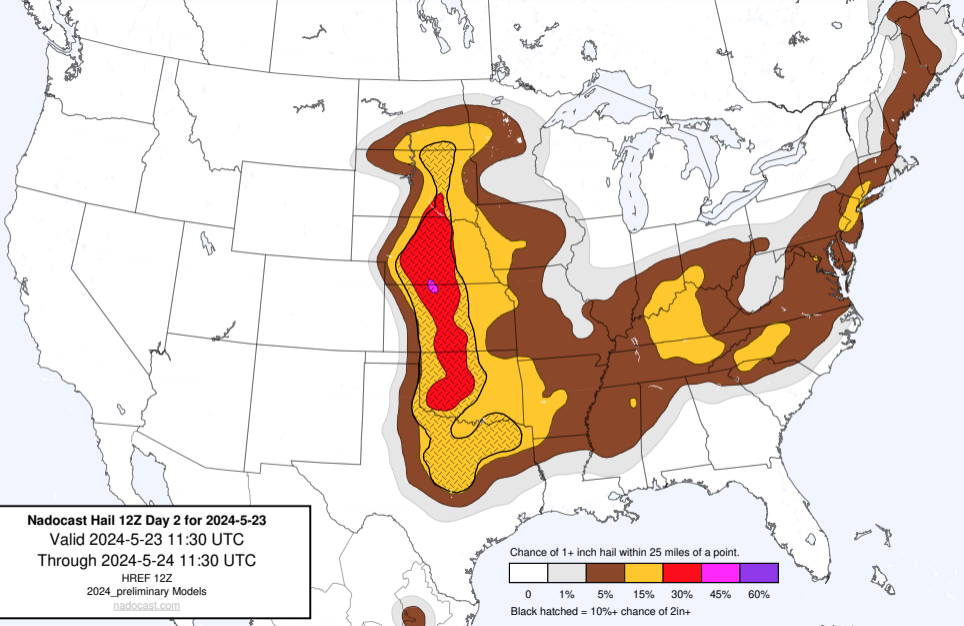 Nadocast Hail 12Z Day 2 for 2024-5-23
Valid 2024-5-23 11:30 UTC
Through 2024-5-24 11:30 UTC
HREF 12Z
2024_preliminary Models
nadocast.com
Chance of 1+ inch hail within 25 miles of a point.
0 1% 5% 15% 30% 45% 60%
Black hatched = 10%+ chance of 2in+